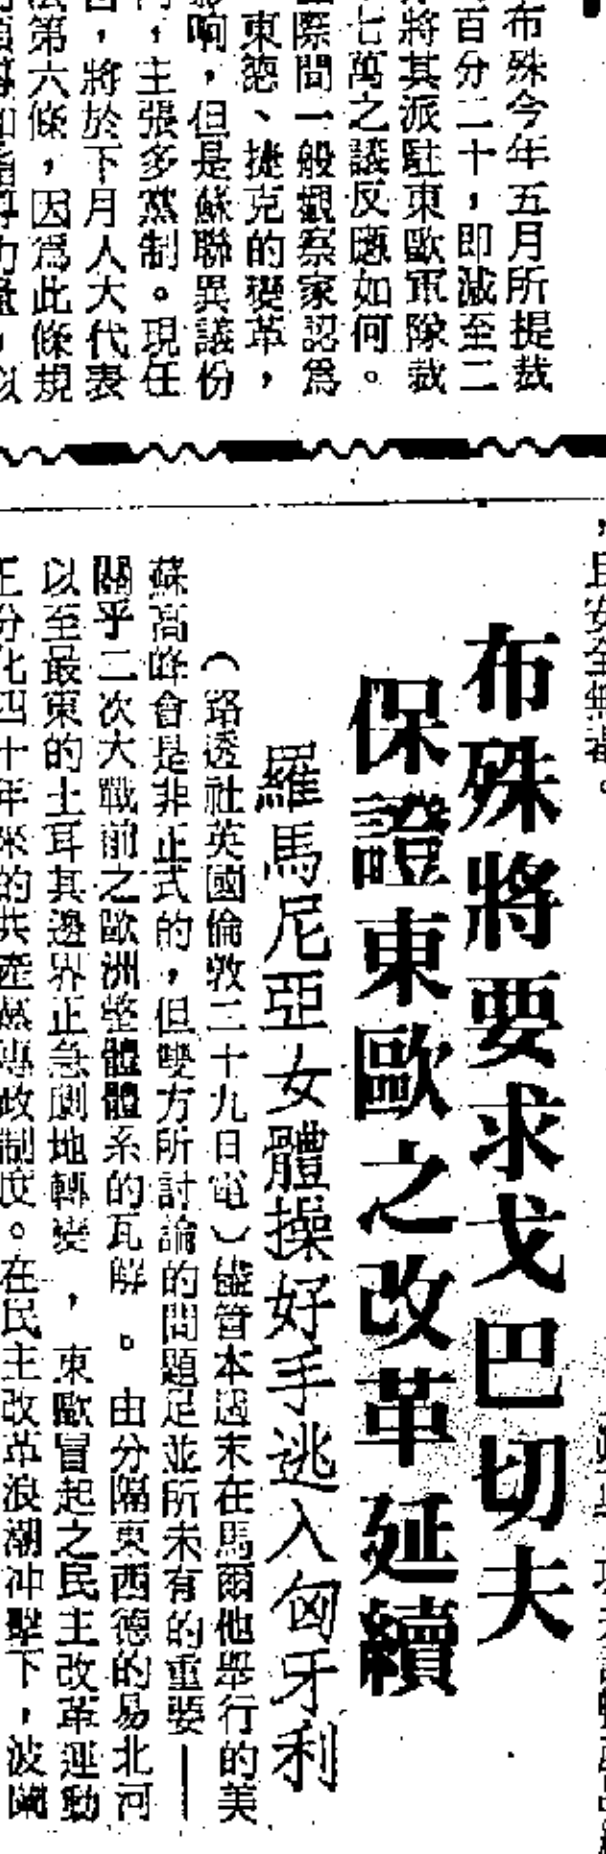 布殊今年五月所提裁
百分二十，即減至二
將其派駐東歐軍隊裁
七萬之議反應如何。
際間一般觀察家認爲
東德、捷克的變革，
响，但是蘇聯異議份
，主張多黨制。現任
，將於下月人大代表
第六條，因爲此條規
，且安全無
布殊將要求戈巴切夫
保證東歐之改革延續
羅馬尼亞女體操好手逃入匈牙利
（路透社英國倫敦二十九日電）儘管本週末在馬爾他舉行的美
蘇高峰會是非正式的，但雙方所討論的問題足並所未有的重要——
關乎二次大戰前之歐洲整體體系的瓦解。由分隔東西德的易北河
以至最東的土耳其邊界正急劇地轉變，東歐冒起之民主改革運動
正分化四十年來的共產黨專政制度。在民主改革浪潮冲擊下，波蘭